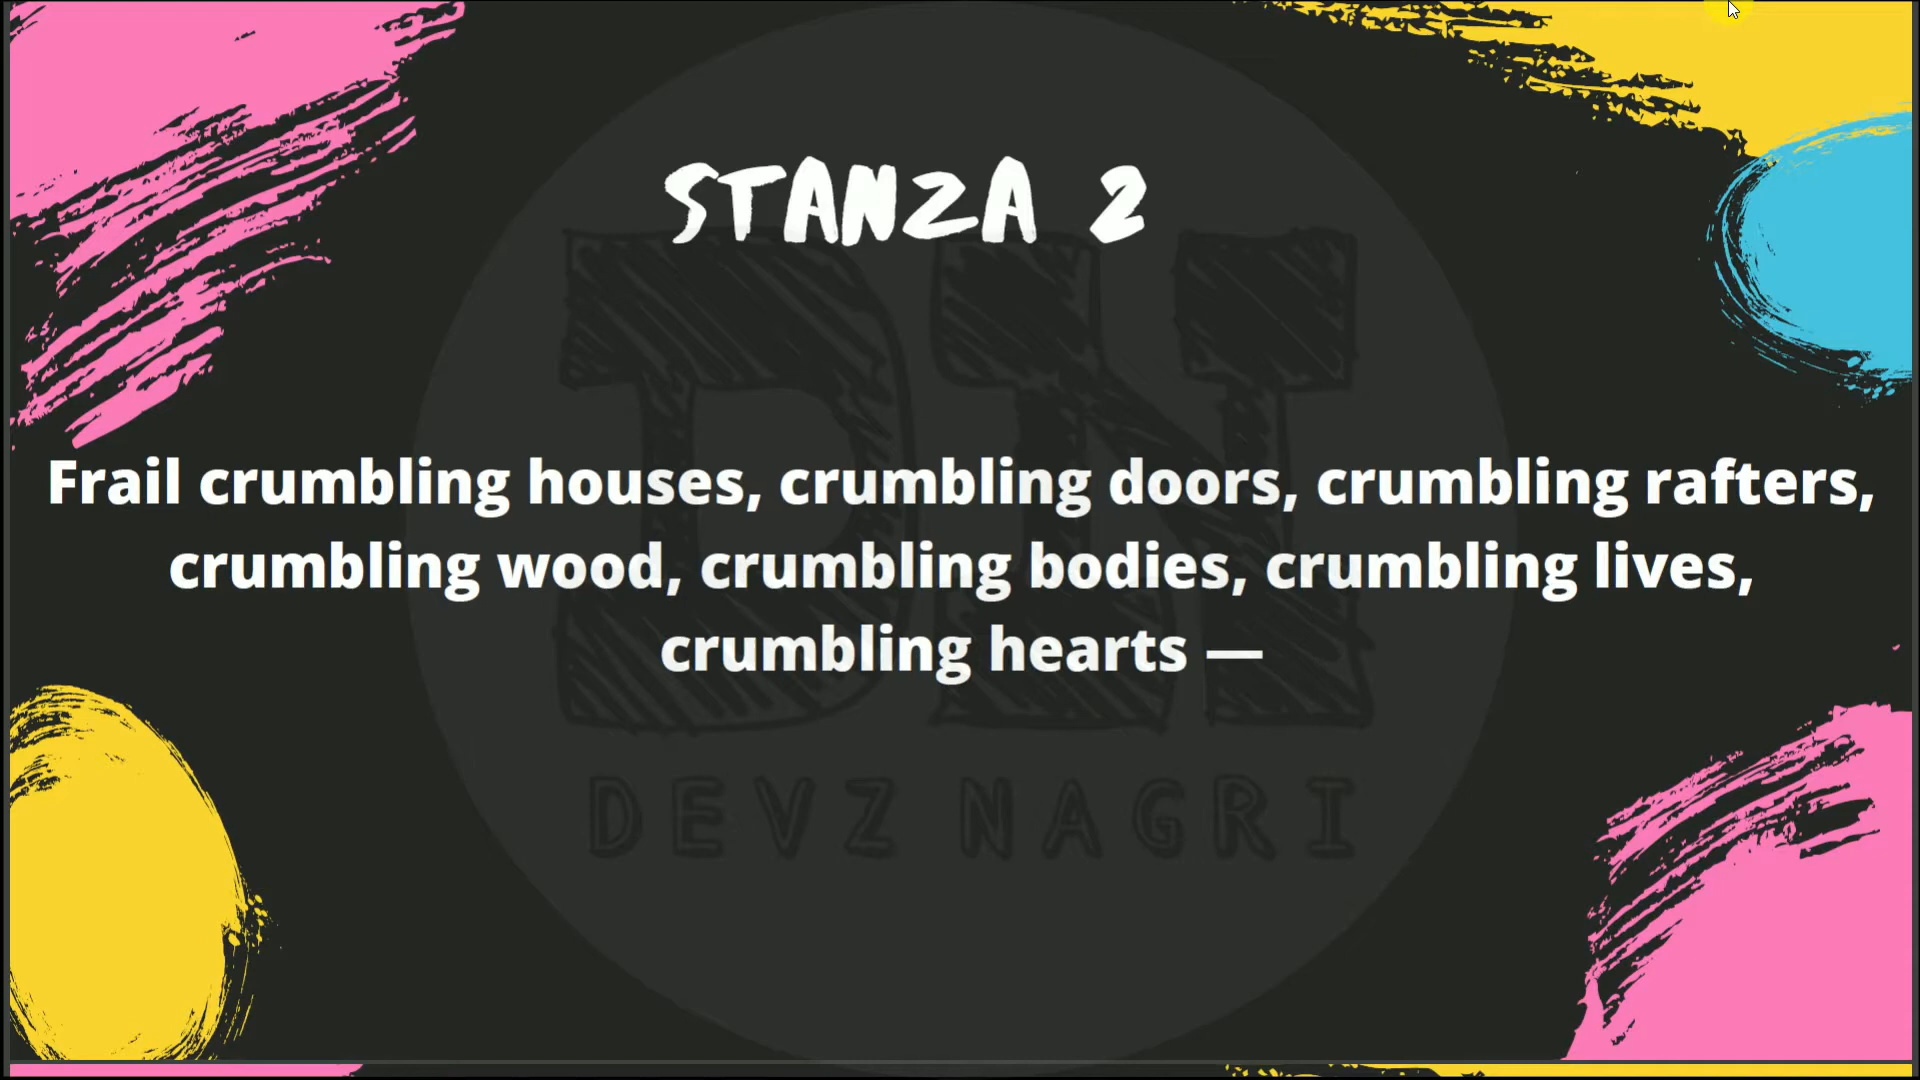 STANZA 2
Frail crumbling houses, crumbling doors, crumbling rafters,
crumbling wood, crumbling bodies, crumbling lives,
crumbling hearts —
DN
DEVZ NAGRI